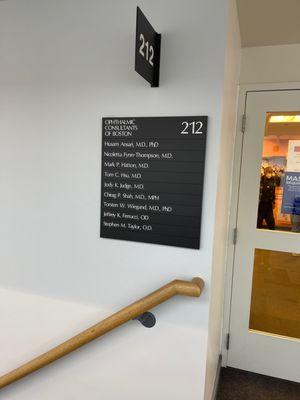 212
OPHTHALMIC
CONSULTANTS
OF BOSTON
212
Husam Ansari, M.D., PhD
Nicoletta Fynn-Thompson, M.D.
Mark P. Hatton, M.D.
Tom C. Hsu, M.D.
Jody K. Judge, M.D.
Chirag P. Shah, M.D., MPH
Torsten W. Wiegand, M.D., PhD
Jeffrey K. Ferrucci, OD
Stephen M. Taylor, O.D.